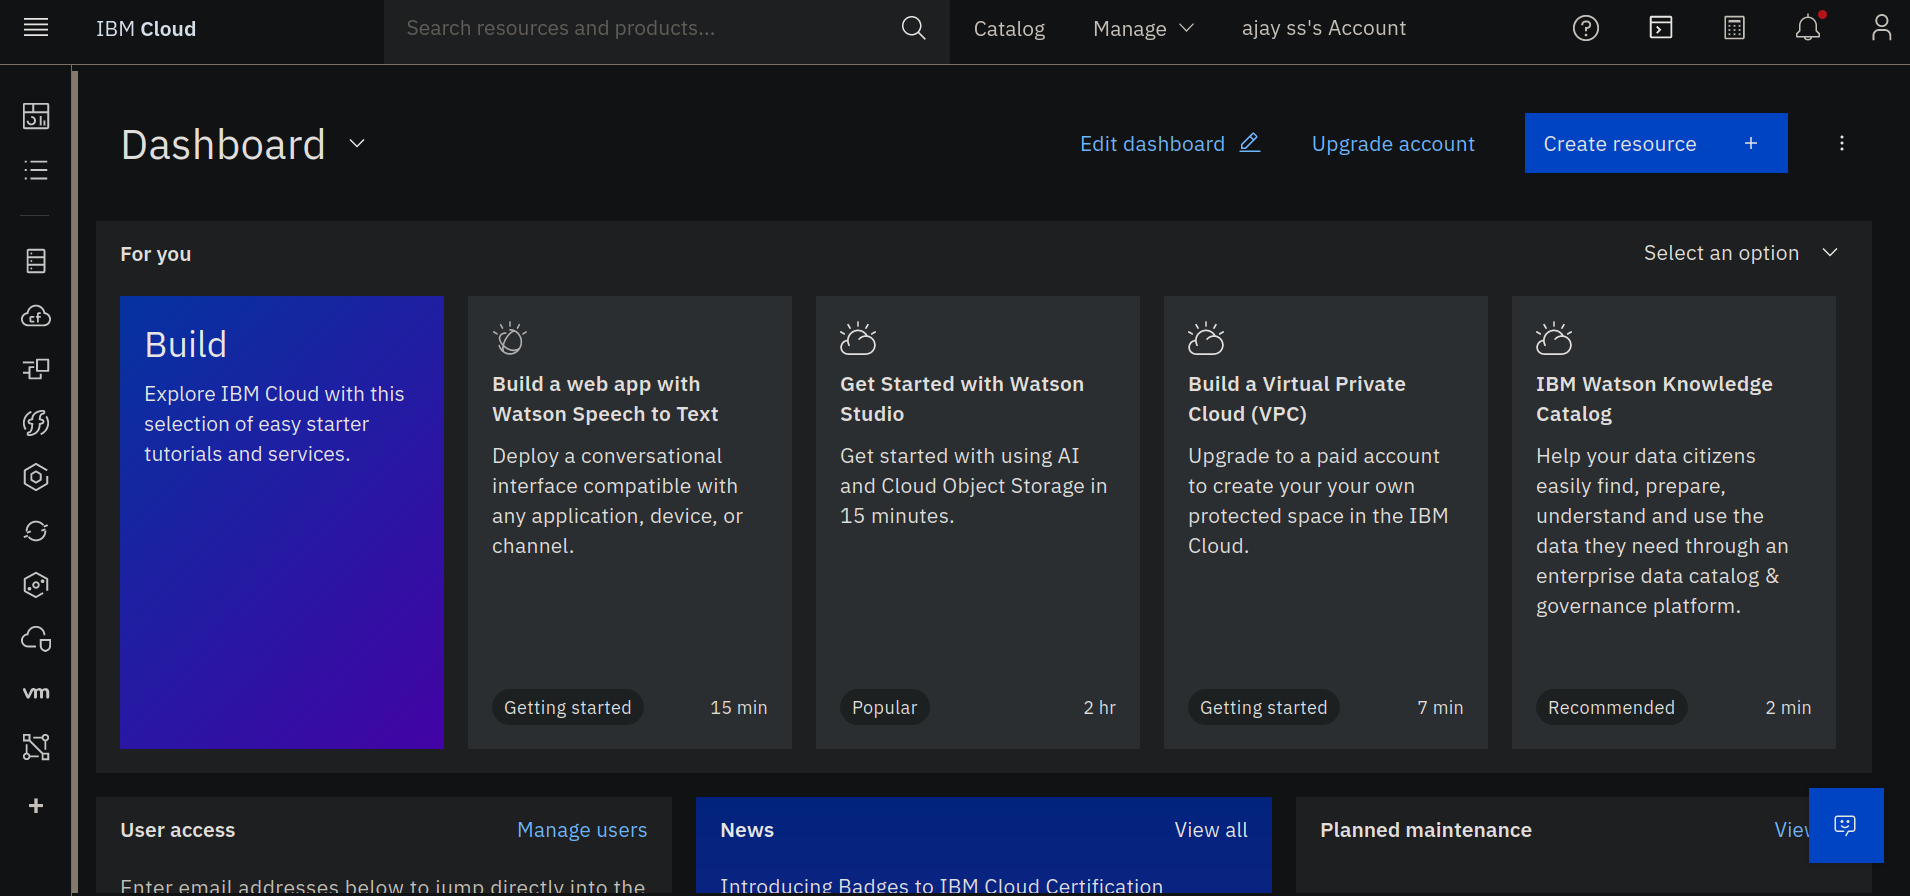 IBM Cloud
Search resources and products...
Catalog
Manage
ajay ss's Account
Dashboard
Edit dashboard
Upgrade account
Create resource +
For you
Select an option
Build
Explore IBM Cloud with this
selection of easy starter
tutorials and services.
Build a web app with
Watson Speech to Text
Deploy a conversational
interface compatible with
any application, device, or
channel.
Getting started
15 min
Get Started with Watson
Studio
Get started with using AI
and Cloud Object Storage in
15 minutes.
Popular
2 hr
Build a Virtual Private
Cloud (VPC)
Upgrade to a paid account
to create your your own
protected space in the IBM
Cloud.
Getting started
7 min
IBM Watson Knowledge
Catalog
Help your data citizens
easily find, prepare,
understand and use the
data they need through an
enterprise data catalog &
governance platform.
Recommended
2 min
cf
vm
User access
Manage users
Enter email addresses below to jump directly into the
News
View all
Introducing Badges to IBM Cloud Certification
Planned maintenance
View